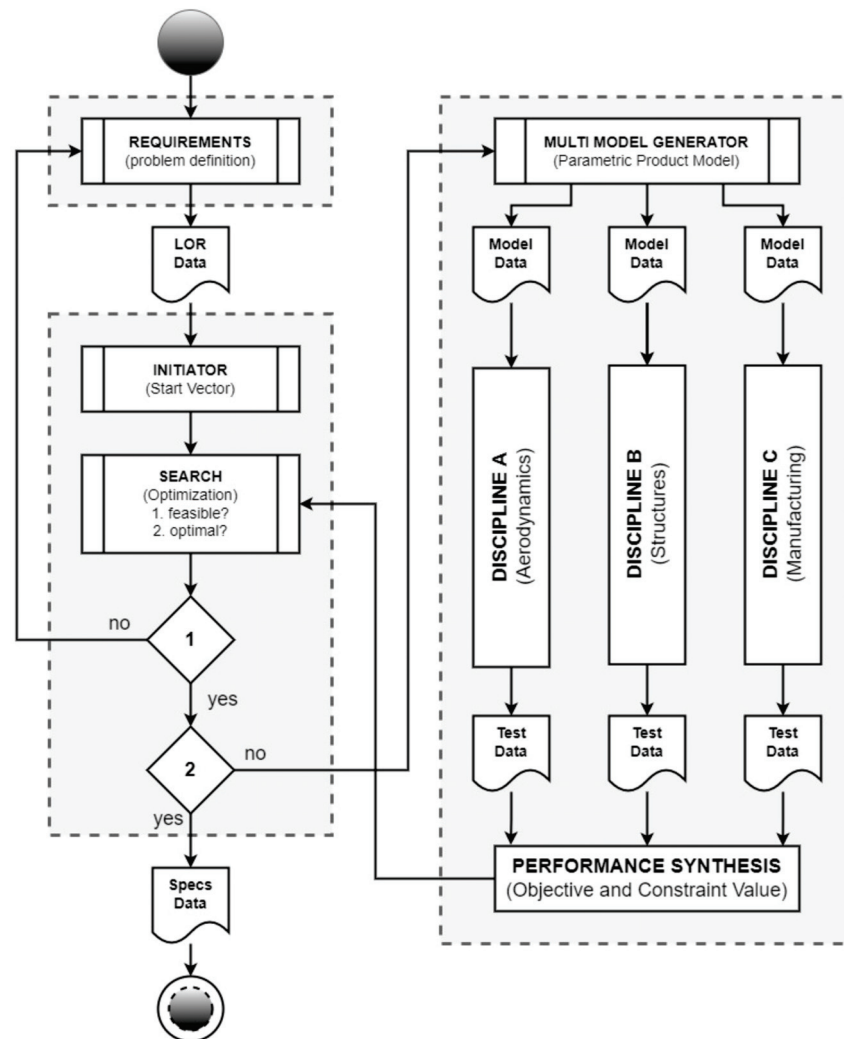 REQUIREMENTS
(problem definition)
LOR
Data
INITIATOR
(Start Vector)
SEARCH
(Optimization)
1. feasible?
2. optimal?
1
no
yes
2
no
yes
Specs
Data
MULTI MODEL GENERATOR
(Parametric Product Model)
Model
Data
Model
Data
Model
Data
DISCIPLINE A
(Aerodynamics)
DISCIPLINE B
(Structures)
DISCIPLINE C
(Manufacturing)
Test
Data
Test
Data
Test
Data
PERFORMANCE SYNTHESIS
(Objective and Constraint Value)